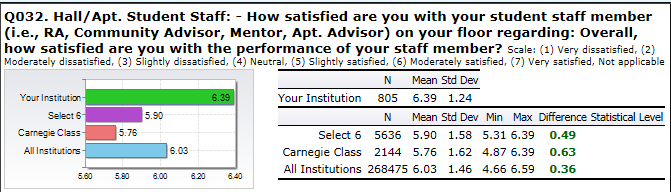 Q032. Hall/Apt. Student Staff: - How satisfied are you with your student staff member
(i.e., RA, Community Advisor, Mentor, Apt. Advisor) on your floor regarding: Overall,
how satisfied are you with the performance of your staff member? Scale: (1) Very dissatisfied, (2)
Moderately dissatisfied, (3) Slightly dissatisfied, (4) Neutral, (5) Slightly satisfied, (6) Moderately satisfied, (7) Very satisfied, Not applicable
Your Institution 6.39
Select 6 5.90
Carnegie Class 5.76
All Institutions 6.03
5.60 5.80 6.00 6.20 6.40
N Mean Std Dev
Your Institution 805 6.39 1.24
N Mean Std Dev Min Max Difference Statistical Level
Select 6 5636 5.90 1.58 5.31 6.39 0.49
Carnegie Class 2144 5.76 1.62 4.87 6.39 0.63
All Institutions 268475 6.03 1.46 4.66 6.59 0.36